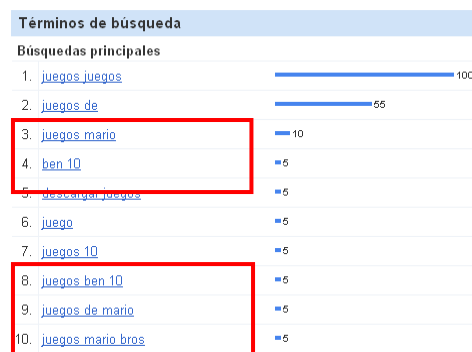 Términos de búsqueda
Búsquedas principales
1. juegos juegos 100
2. juegos de 55
3. juegos mario 10
4. ben 10 5
5. descargar juegos 5
6. juego 5
7. juegos 10 5
8. juegos ben 10 5
9. juegos de mario 5
10. juegos mario bros 5